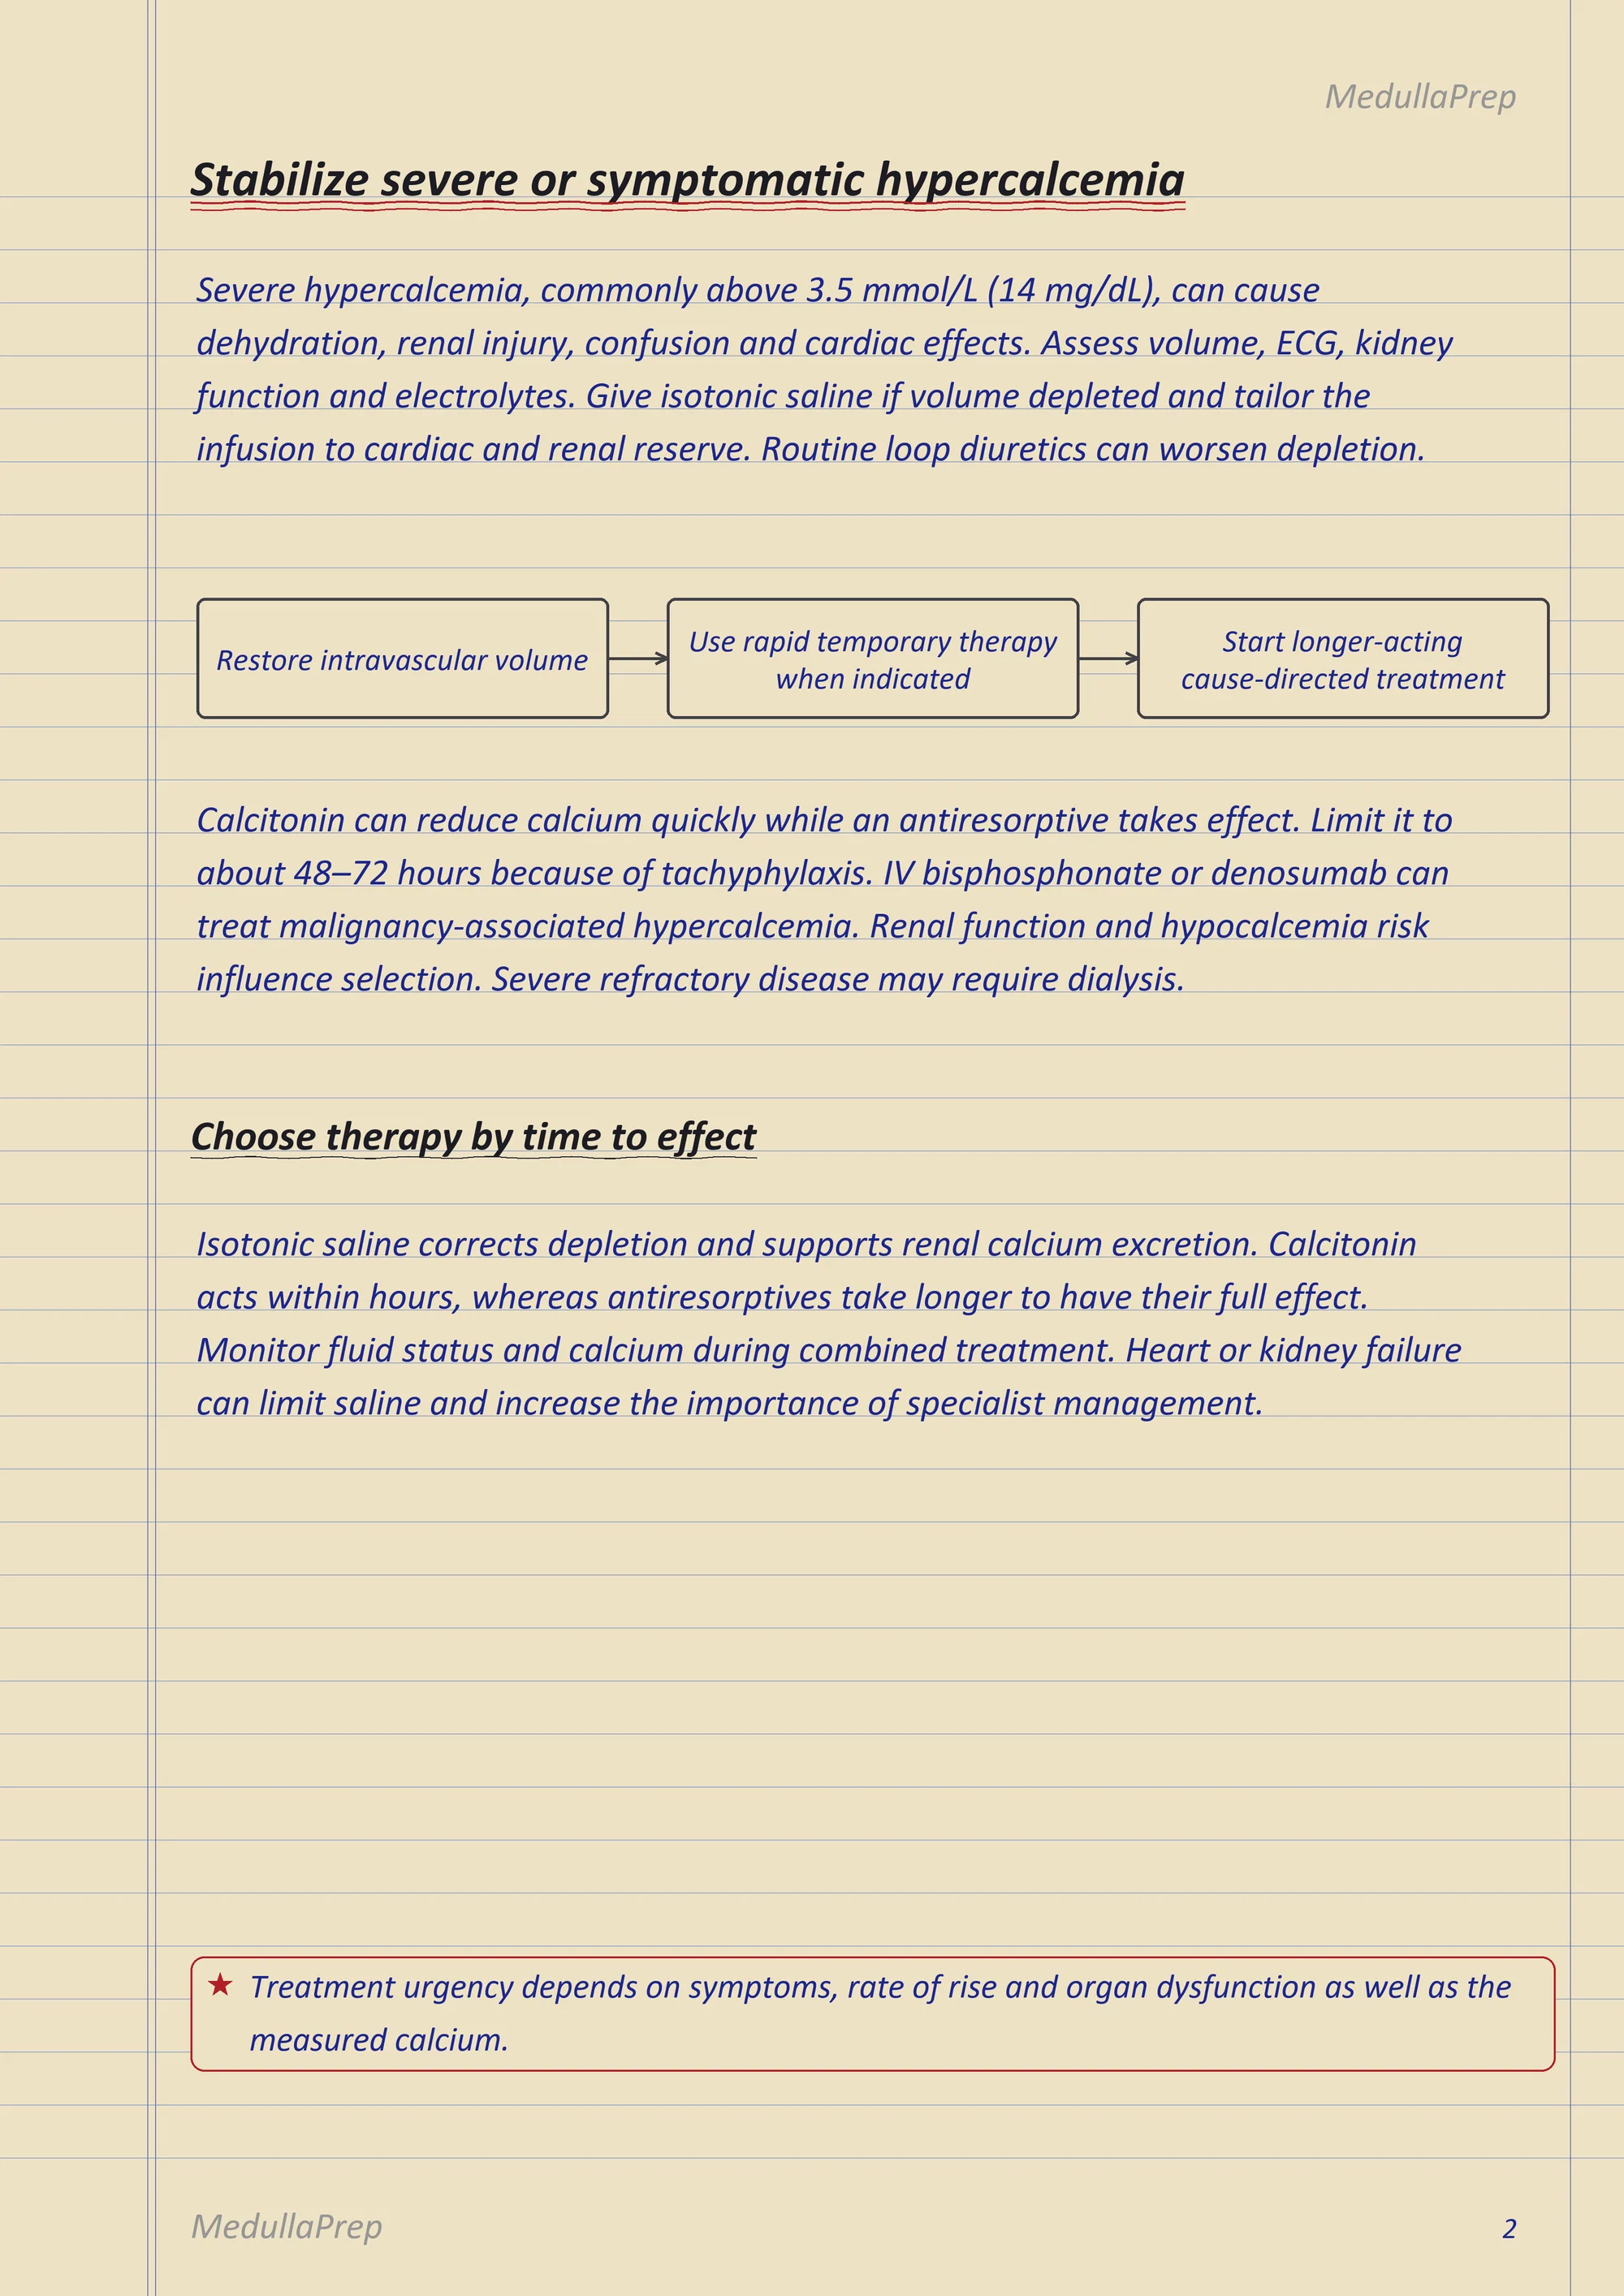 MedullaPrep
Stabilize severe or symptomatic hypercalcemia
Severe hypercalcemia, commonly above 3.5 mmol/L (14 mg/dL), can cause
dehydration, renal injury, confusion and cardiac effects. Assess volume, ECG, kidney
function and electrolytes. Give isotonic saline if volume depleted and tailor the
infusion to cardiac and renal reserve. Routine loop diuretics can worsen depletion.
Restore intravascular volume
Use rapid temporary therapy
when indicated
Start longer-acting
cause-directed treatment
Calcitonin can reduce calcium quickly while an antiresorptive takes effect. Limit it to
about 48–72 hours because of tachyphylaxis. IV bisphosphonate or denosumab can
treat malignancy-associated hypercalcemia. Renal function and hypocalcemia risk
influence selection. Severe refractory disease may require dialysis.
Choose therapy by time to effect
Isotonic saline corrects depletion and supports renal calcium excretion. Calcitonin
acts within hours, whereas antiresorptives take longer to have their full effect.
Monitor fluid status and calcium during combined treatment. Heart or kidney failure
can limit saline and increase the importance of specialist management.
★ Treatment urgency depends on symptoms, rate of rise and organ dysfunction as well as the
measured calcium.
MedullaPrep
2